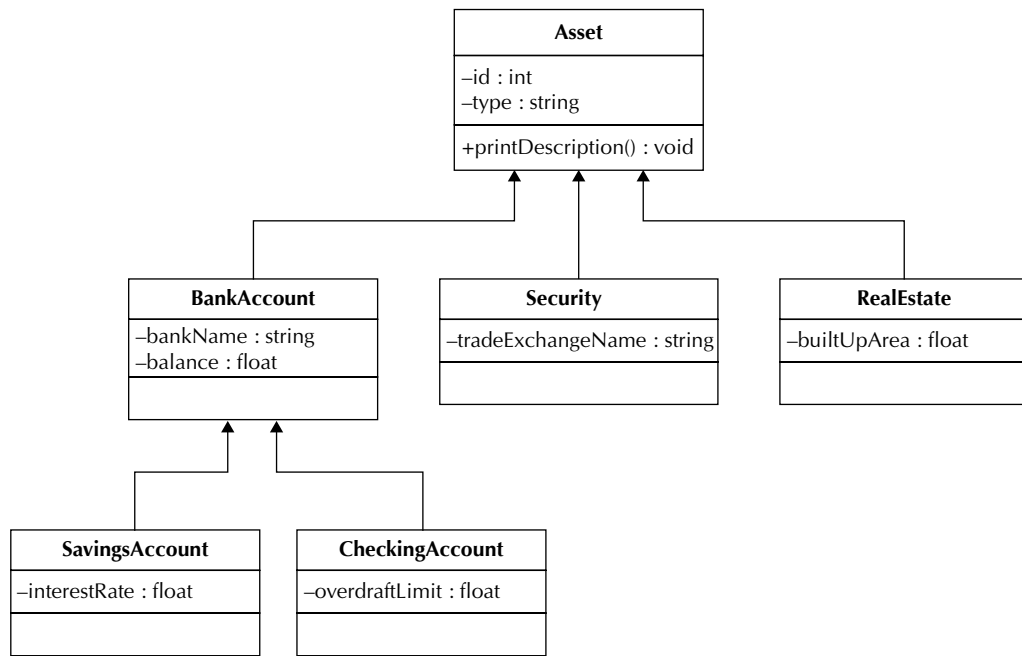 Asset
–id : int
–type : string
+printDescription() : void
BankAccount
–bankName : string
–balance : float
Security
–tradeExchangeName : string
RealEstate
–builtUpArea : float
SavingsAccount
–interestRate : float
CheckingAccount
–overdraftLimit : float